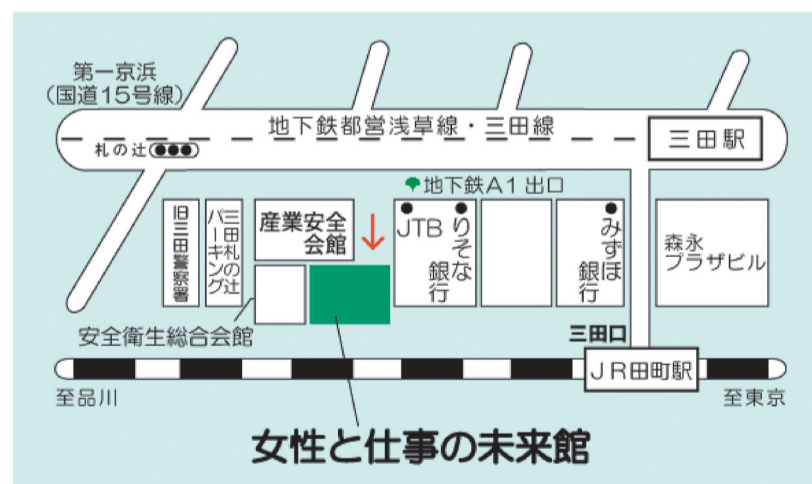 第一京浜
(国道15号線)
地下鉄都営浅草線・三田線
三田駅
札の辻
地下鉄A1出口
旧三田警察署
三田札の辻
パーキング
産業安全
会館
JTB
りそな
銀行
みずほ
銀行
森永
プラザビル
安全衛生総合会館
三田口
JR田町駅
至品川
至東京
女性と仕事の未来館